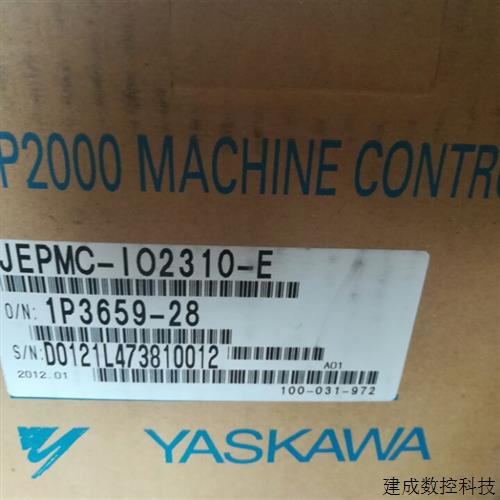 P2000 MACHINE CONTRO
JEPMC-IO2310-E
O/N: 1P3659-28
S/N: D0121L473810012
A01
2012.01
100-031-972
YASKAWA
建成数控科技